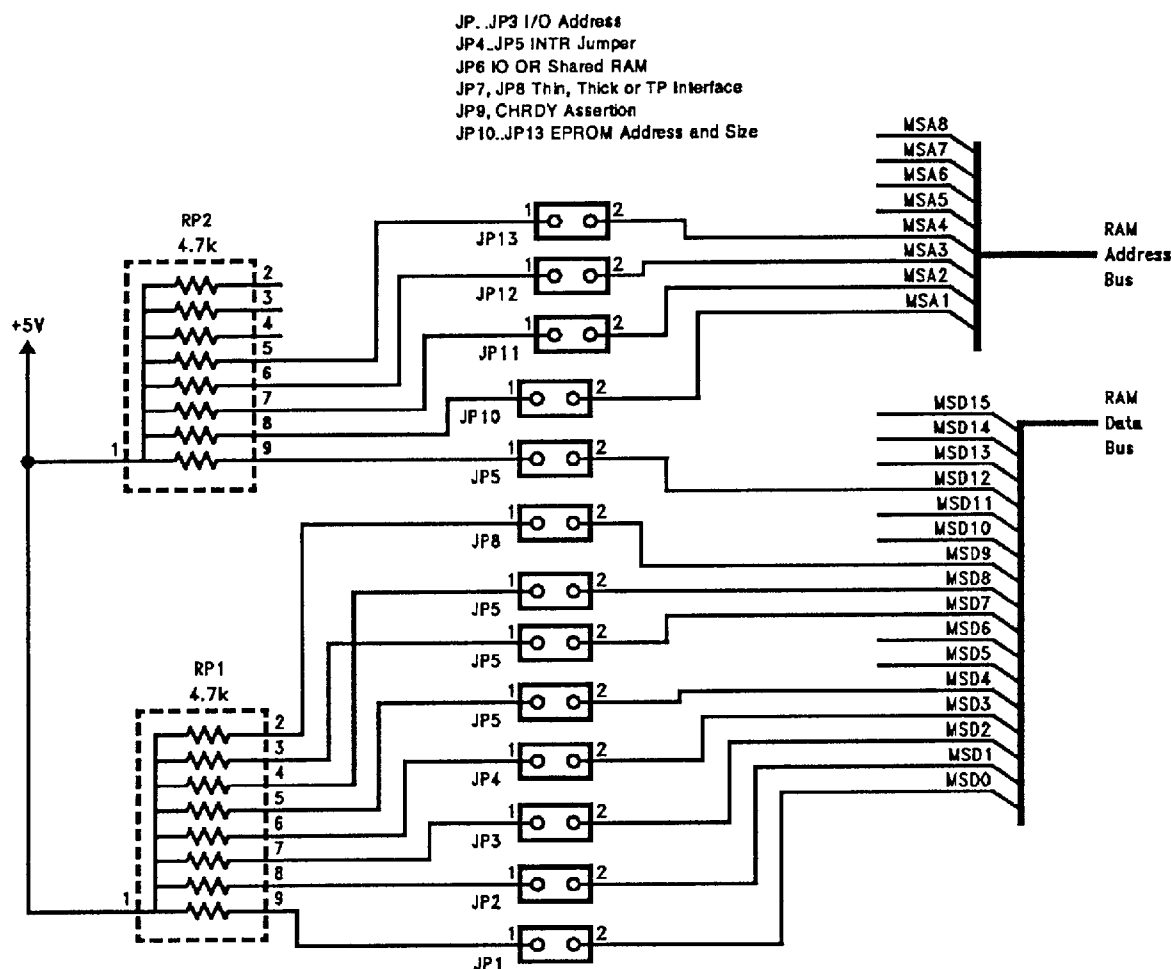 JP..JP3 I/O Address
JP4..JP5 INTR Jumper
JP6 IO OR Shared RAM
JP7, JP8 Thin, Thick or TP Interface
JP9, CHRDY Assertion
JP10..JP13 EPROM Address and Size
MSA8
MSA7
MSA6
MSA5
MSA4
MSA3
MSA2
MSA1
RAM
Address
Bus
RP2
4.7k
2
3
4
5
6
7
8
9
1
+5V
1
2
JP13
1
2
JP12
1
2
JP11
1
2
JP10
1
2
JP5
MSD15
MSD14
MSD13
MSD12
MSD11
MSD10
MSD9
MSD8
MSD7
MSD6
MSD5
MSD4
MSD3
MSD2
MSD1
MSD0
RAM
Data
Bus
1
2
JP8
1
2
JP5
1
2
JP5
1
2
JP5
1
2
JP4
1
2
JP3
1
2
JP2
1
2
JP1
RP1
4.7k
2
3
4
5
6
7
8
9
1